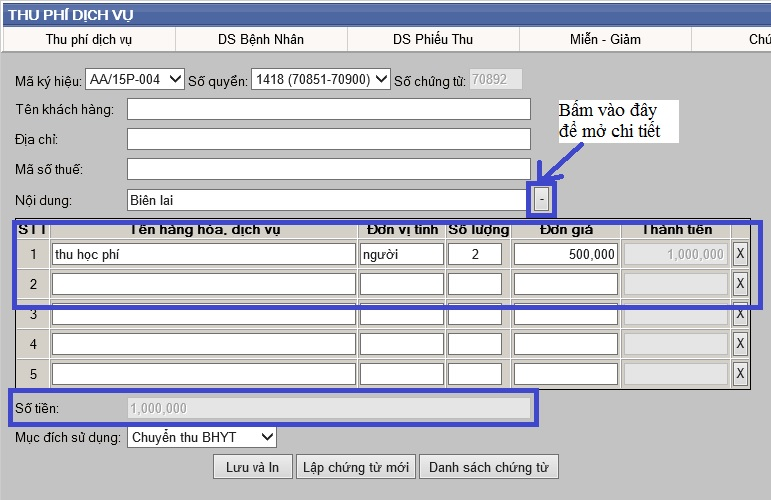 THU PHÍ DỊCH VỤ
Thu phí dịch vụ DS Bệnh Nhân DS Phiếu Thu Miễn - Giảm Chú
Mã ký hiệu: AA/15P-004 Số quyển: 1418 (70851-70900) Số chứng từ: 70892
Tên khách hàng:
Bấm vào đây
để mở chi tiết
Địa chỉ:
Mã số thuế:
Nội dung: Biên lai -
STT Tên hàng hóa, dịch vụ Đơn vị tính Số lượng Đơn giá Thành tiền
1 thu học phí người 2 500,000 1,000,000 X
2 X
3 X
4 X
5 X
Số tiền: 1,000,000
Mục đích sử dụng: Chuyển thu BHYT
Lưu và In Lập chứng từ mới Danh sách chứng từ